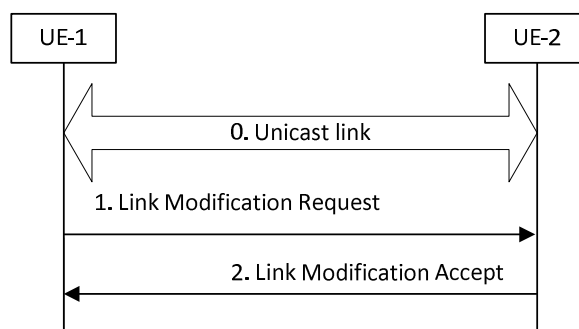 UE-1
UE-2
0. Unicast link
1. Link Modification Request
2. Link Modification Accept